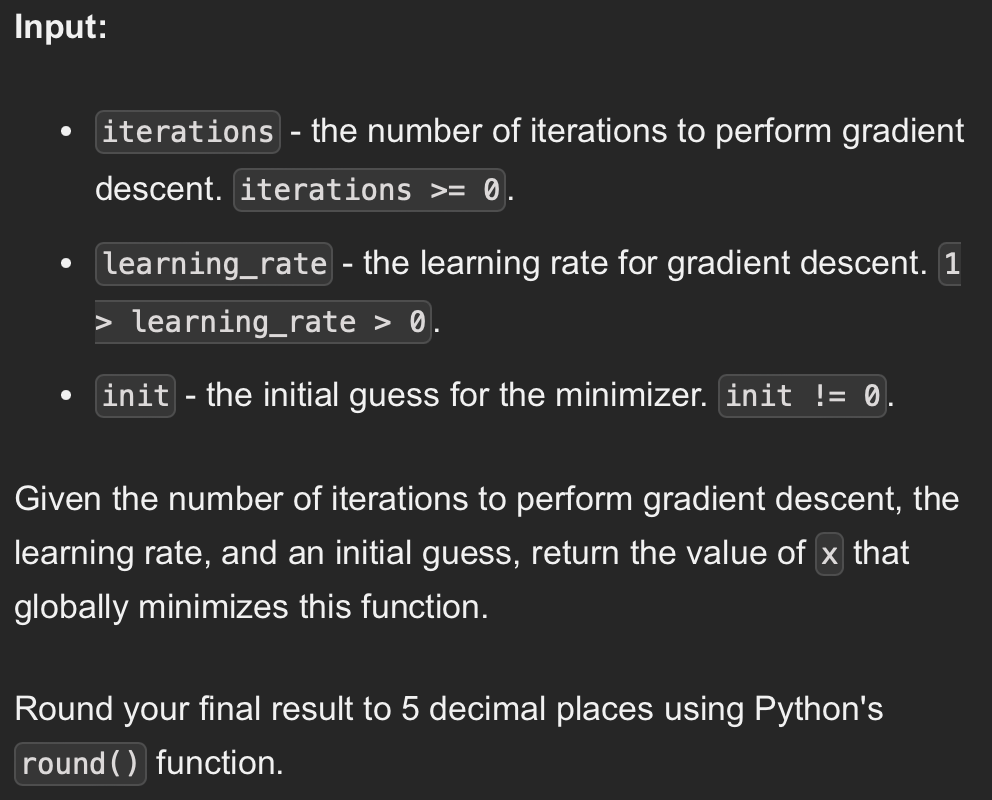 Input:
• iterations - the number of iterations to perform gradient
descent. iterations >= 0.
• learning_rate - the learning rate for gradient descent. 1
> learning_rate > 0.
• init - the initial guess for the minimizer. init != 0.
Given the number of iterations to perform gradient descent, the
learning rate, and an initial guess, return the value of x that
globally minimizes this function.
Round your final result to 5 decimal places using Python's
round() function.